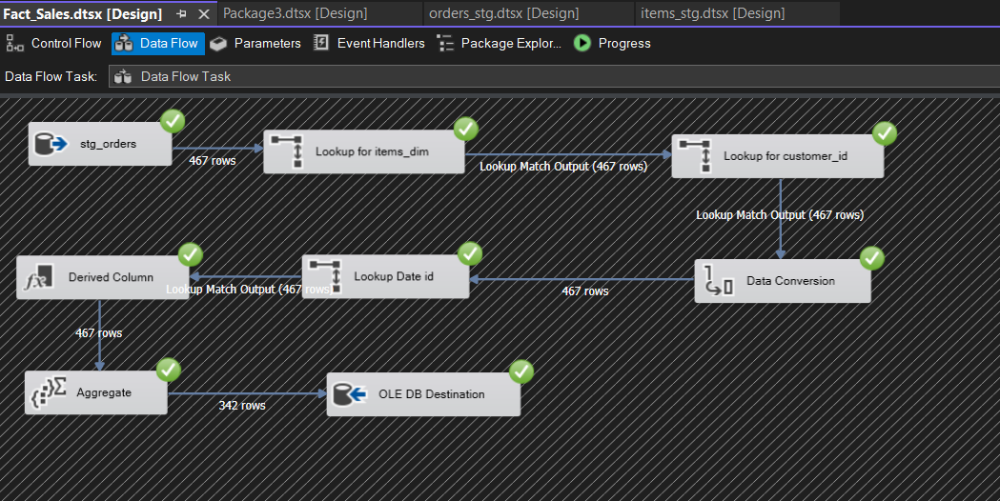 Fact_Sales.dtsx [Design]
Package3.dtsx [Design]
orders_stg.dtsx [Design]
items_stg.dtsx [Design]
Control Flow
Data Flow
Parameters
Event Handlers
Package Explor...
Progress
Data Flow Task:
Data Flow Task
stg_orders
467 rows
Lookup for items_dim
Lookup Match Output (467 rows)
Lookup for customer_id
Lookup Match Output (467 rows)
Data Conversion
467 rows
Lookup Date id
Lookup Match Output (467 rows)
Derived Column
467 rows
Aggregate
342 rows
OLE DB Destination